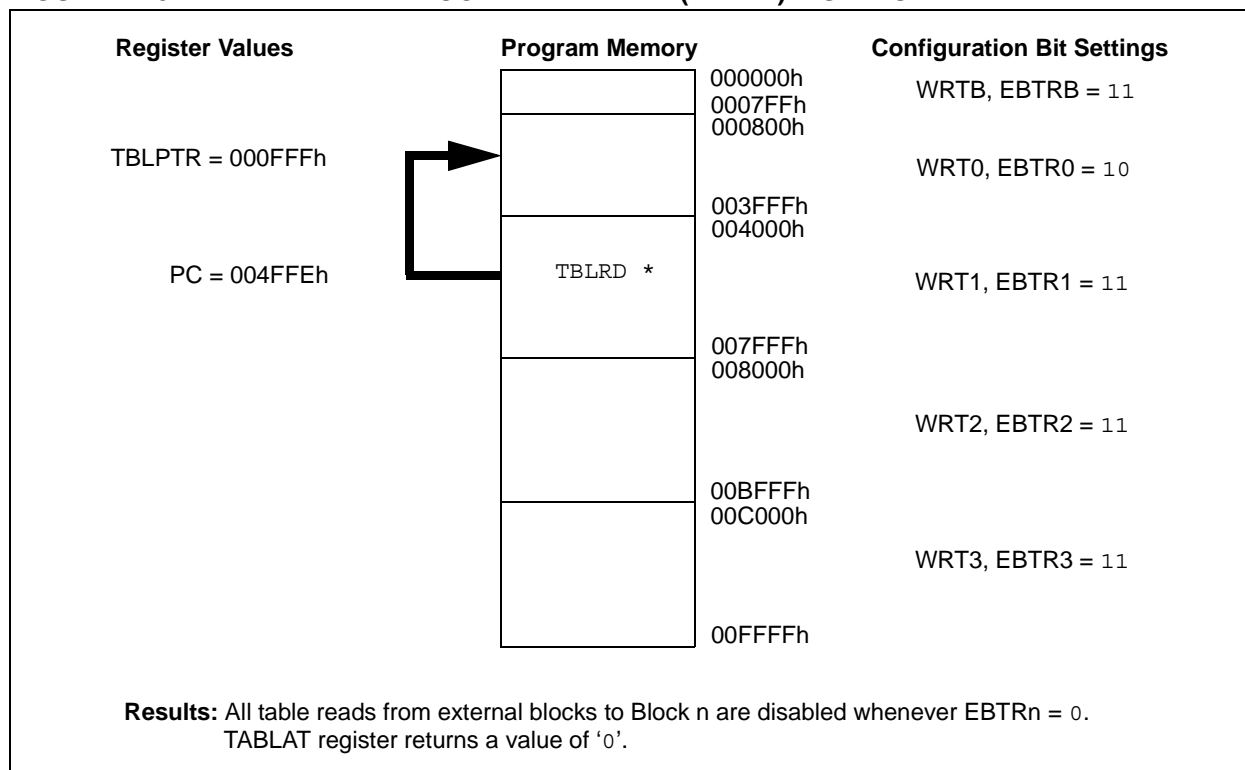 Register Values
Program Memory
Configuration Bit Settings
000000h
WRTB, EBTRB = 11
0007FFh
000800h
TBLPTR = 000FFFh
WRT0, EBTR0 = 10
003FFFh
004000h
PC = 004FFEh
TBLRD *
WRT1, EBTR1 = 11
007FFFh
008000h
WRT2, EBTR2 = 11
00BFFFh
00C000h
WRT3, EBTR3 = 11
00FFFFh
Results: All table reads from external blocks to Block n are disabled whenever EBTRn = 0.
TABLAT register returns a value of ‘0’.